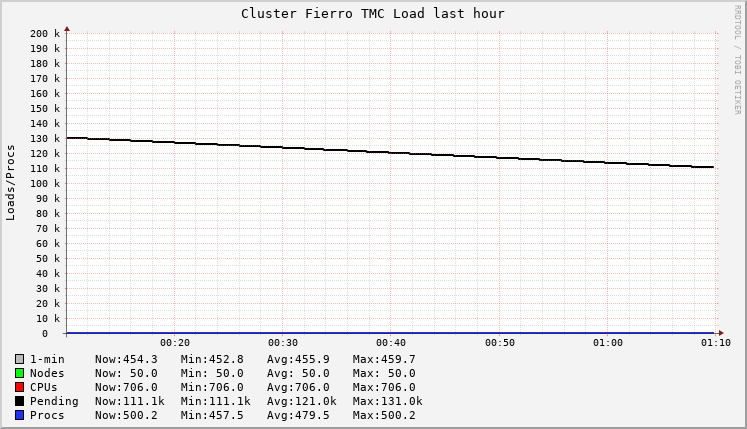 Cluster Fierro TMC Load last hour
RRDTOOL / TOBI OETIKER
Loads/Procs
200 k
190 k
180 k
170 k
160 k
150 k
140 k
130 k
120 k
110 k
100 k
90 k
80 k
70 k
60 k
50 k
40 k
30 k
20 k
10 k
0
00:20 00:30 00:40 00:50 01:00 01:10
1-min Now:454.3 Min:452.8 Avg:455.9 Max:459.7
Nodes Now: 50.0 Min: 50.0 Avg: 50.0 Max: 50.0
CPUs Now:706.0 Min:706.0 Avg:706.0 Max:706.0
Pending Now:111.1k Min:111.1k Avg:121.0k Max:131.0k
Procs Now:500.2 Min:457.5 Avg:479.5 Max:500.2